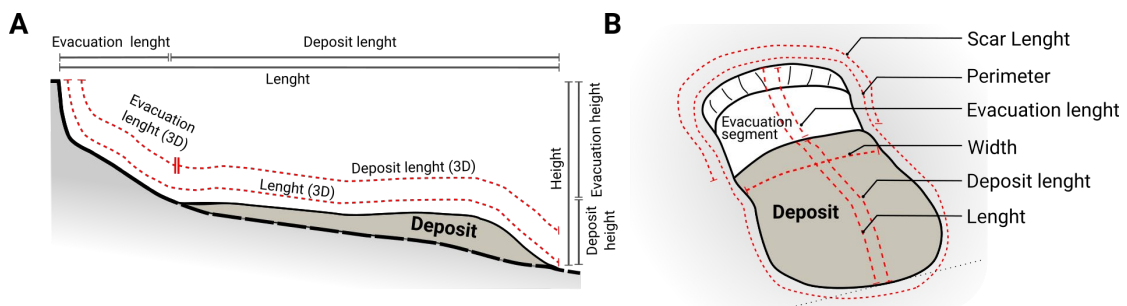 A
Evacuation lenght
Deposit lenght
Lenght
Evacuation
lenght (3D)
Deposit lenght (3D)
Lenght (3D)
Deposit
Height
Evacuation height
Deposit
height
B
Scar Lenght
Perimeter
Evacuation lenght
Width
Deposit lenght
Lenght
Evacuation
segment
Deposit